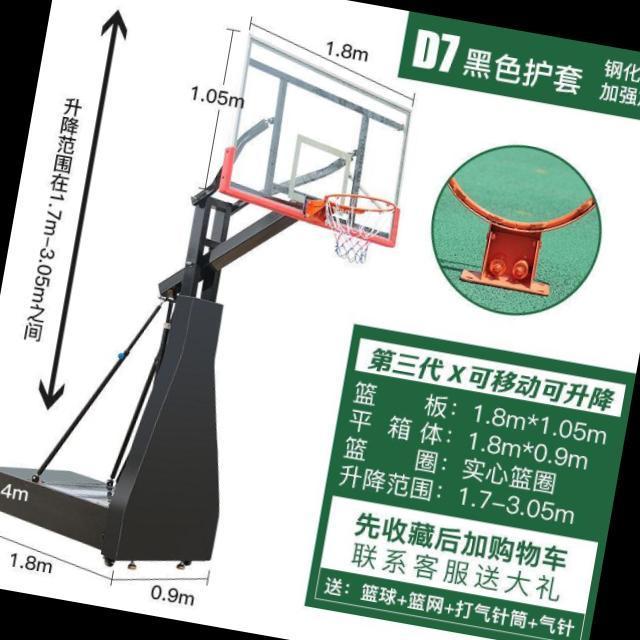 D7 黑色护套
钢化
加强
1.8m
1.05m
升降范围在1.7m-3.05m之间
第三代 X可移动可升降
篮板：1.8m*1.05m
平箱体：1.8m*0.9m
篮圈：实心篮圈
升降范围：1.7-3.05m
先收藏后加购物车
联系客服送大礼
送：篮球+篮网+打气针筒+气针
4m
1.8m
0.9m